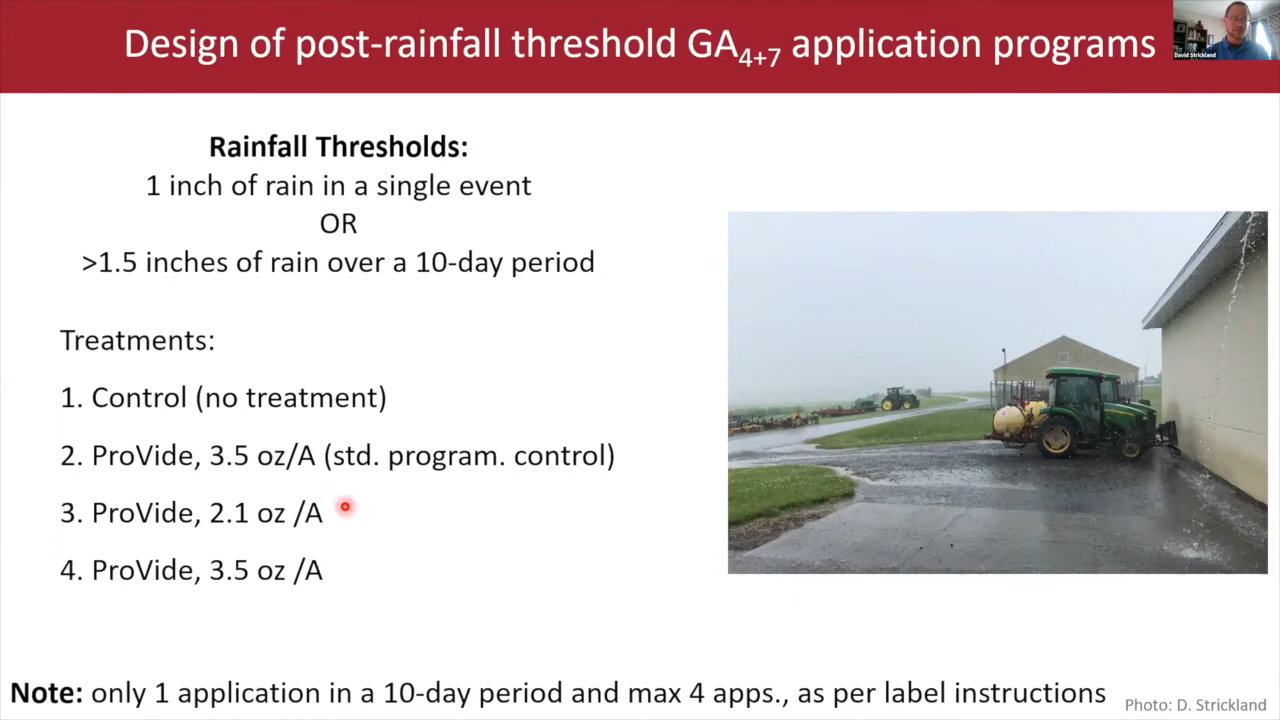 Design of post-rainfall threshold GA4+7 application programs
David Strickland
Rainfall Thresholds:
1 inch of rain in a single event
OR
>1.5 inches of rain over a 10-day period
Treatments:
1. Control (no treatment)
2. ProVide, 3.5 oz/A (std. program. control)
3. ProVide, 2.1 oz /A
4. ProVide, 3.5 oz /A
Note: only 1 application in a 10-day period and max 4 apps., as per label instructions
Photo: D. Strickland